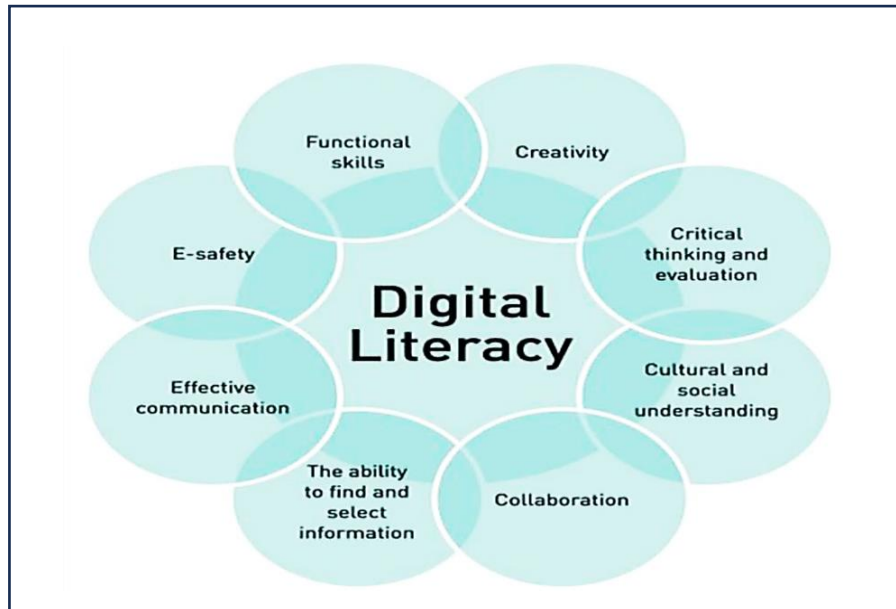 Functional
skills
Creativity
Critical
thinking and
evaluation
Cultural and
social
understanding
Collaboration
The ability
to find and
select
information
Effective
communication
E-safety
Digital
Literacy